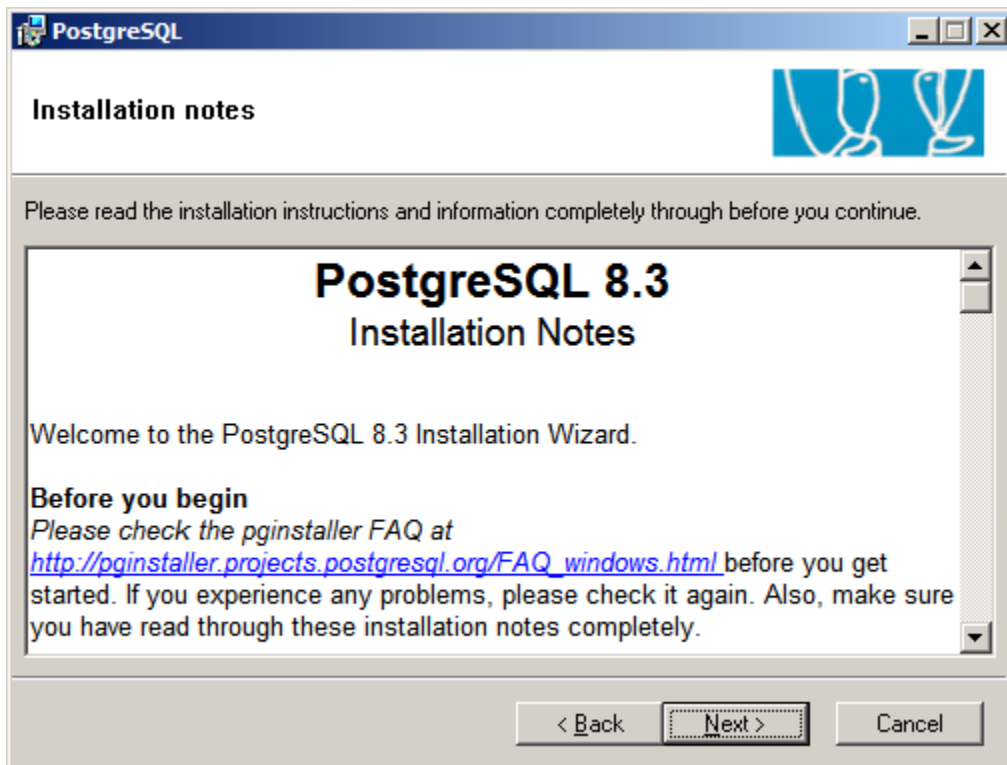 PostgreSQL
Installation notes
Please read the installation instructions and information completely through before you continue.
PostgreSQL 8.3
Installation Notes
Welcome to the PostgreSQL 8.3 Installation Wizard.
Before you begin
Please check the pginstaller FAQ at
http://pginstaller.projects.postgresql.org/FAQ_windows.html before you get
started. If you experience any problems, please check it again. Also, make sure
you have read through these installation notes completely.
< Back Next > Cancel